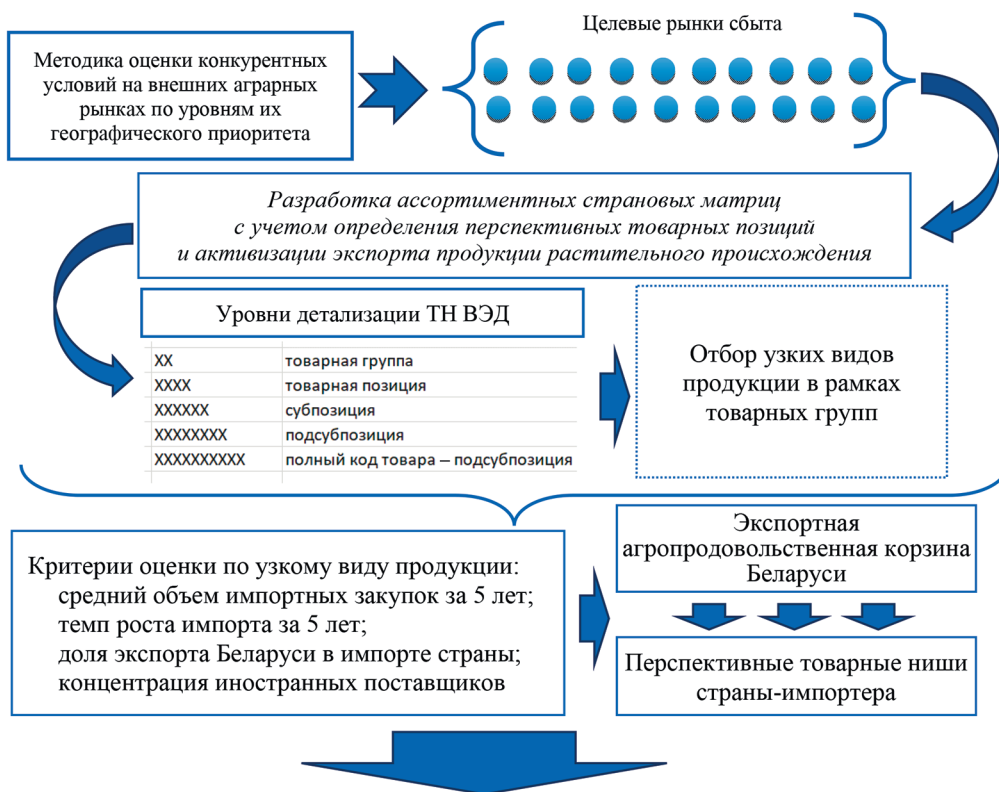 Целевые рынки сбыта
Методика оценки конкурентных
условий на внешних аграрных
рынках по уровням их
географического приоритета
Разработка ассортиментных страновых матриц
с учетом определения перспективных товарных позиций
и активизации экспорта продукции растительного происхождения
Уровни детализации ТН ВЭД
XX товарная группа
XXXX товарная позиция
XXXXXX субпозиция
XXXXXXXX подсубпозиция
XXXXXXXXXX полный код товара – подсубпозиция
Отбор узких видов
продукции в рамках
товарных групп
Критерии оценки по узкому виду продукции:
средний объем импортных закупок за 5 лет;
темп роста импорта за 5 лет;
доля экспорта Беларуси в импорте страны;
концентрация иностранных поставщиков
Экспортная
агропродовольственная корзина
Беларуси
Перспективные товарные ниши
страны-импортера